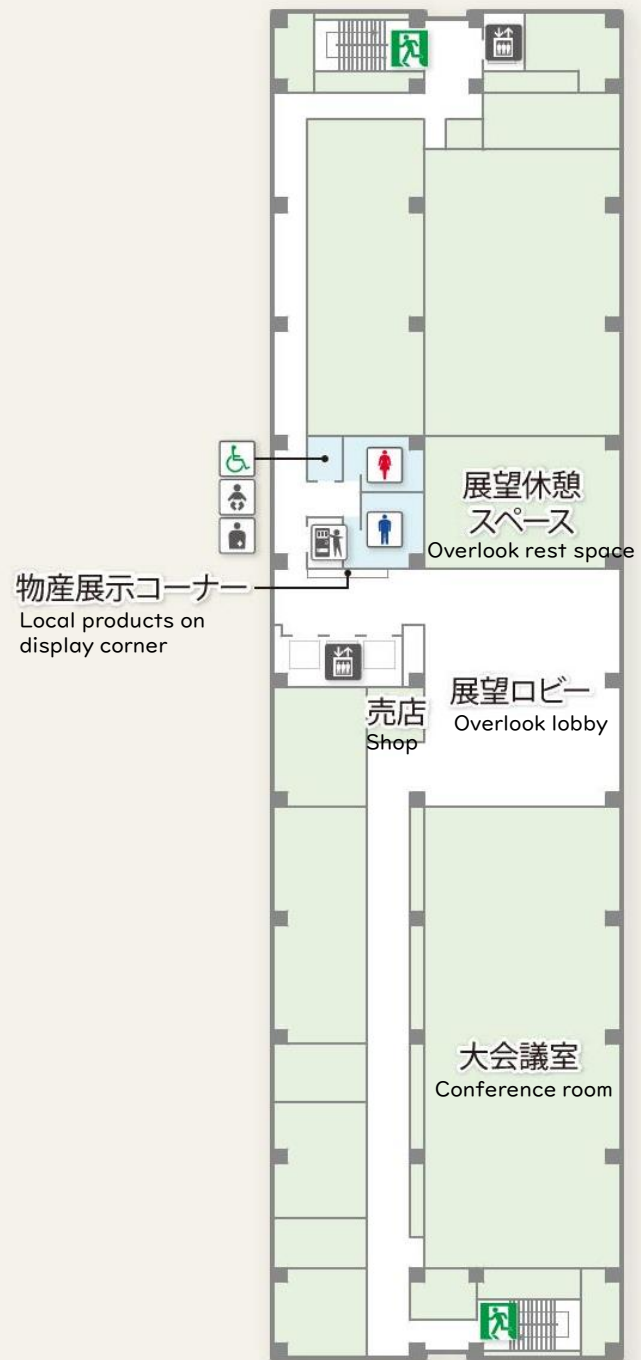 展望休憩
スペース
Overlook rest space
物産展示コーナー
Local products on
display corner
展望ロビー
Overlook lobby
売店
Shop
大会議室
Conference room